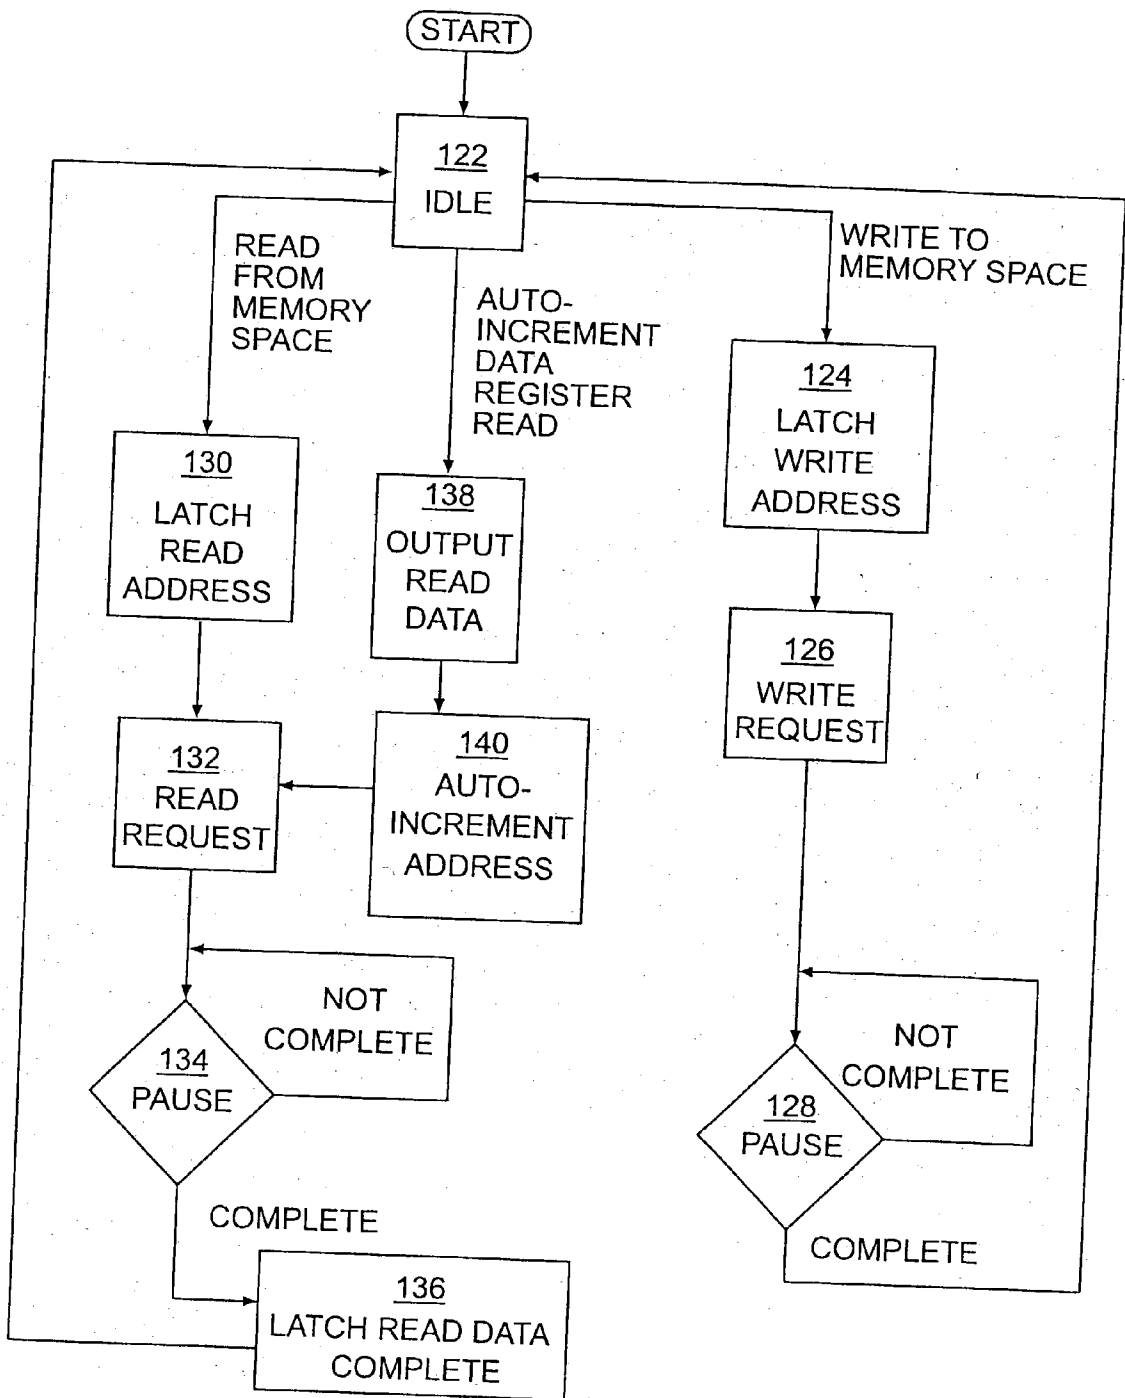 START
122
IDLE
READ
FROM
MEMORY
SPACE
AUTO-
INCREMENT
DATA
REGISTER
READ
WRITE TO
MEMORY SPACE
130
LATCH
READ
ADDRESS
138
OUTPUT
READ
DATA
124
LATCH
WRITE
ADDRESS
132
READ
REQUEST
140
AUTO-
INCREMENT
ADDRESS
126
WRITE
REQUEST
NOT
COMPLETE
134
PAUSE
COMPLETE
136
LATCH READ DATA
COMPLETE
NOT
COMPLETE
128
PAUSE
COMPLETE